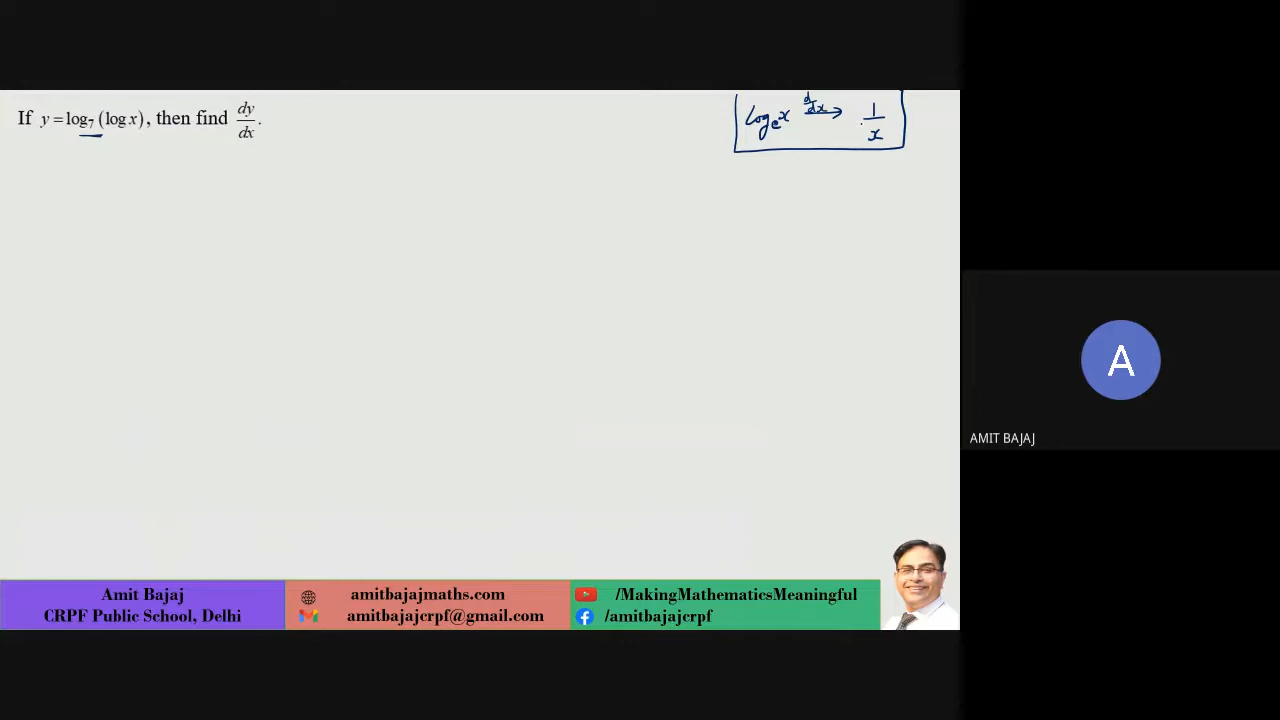 If y = log₇ (log x), then find dy/dx.
logₑx d/dx → 1/x
A
AMIT BAJAJ
Amit Bajaj
CRPF Public School, Delhi
amitbajajmaths.com
amitbajajcrpf@gmail.com
/MakingMathematicsMeaningful
/amitbajajcrpf